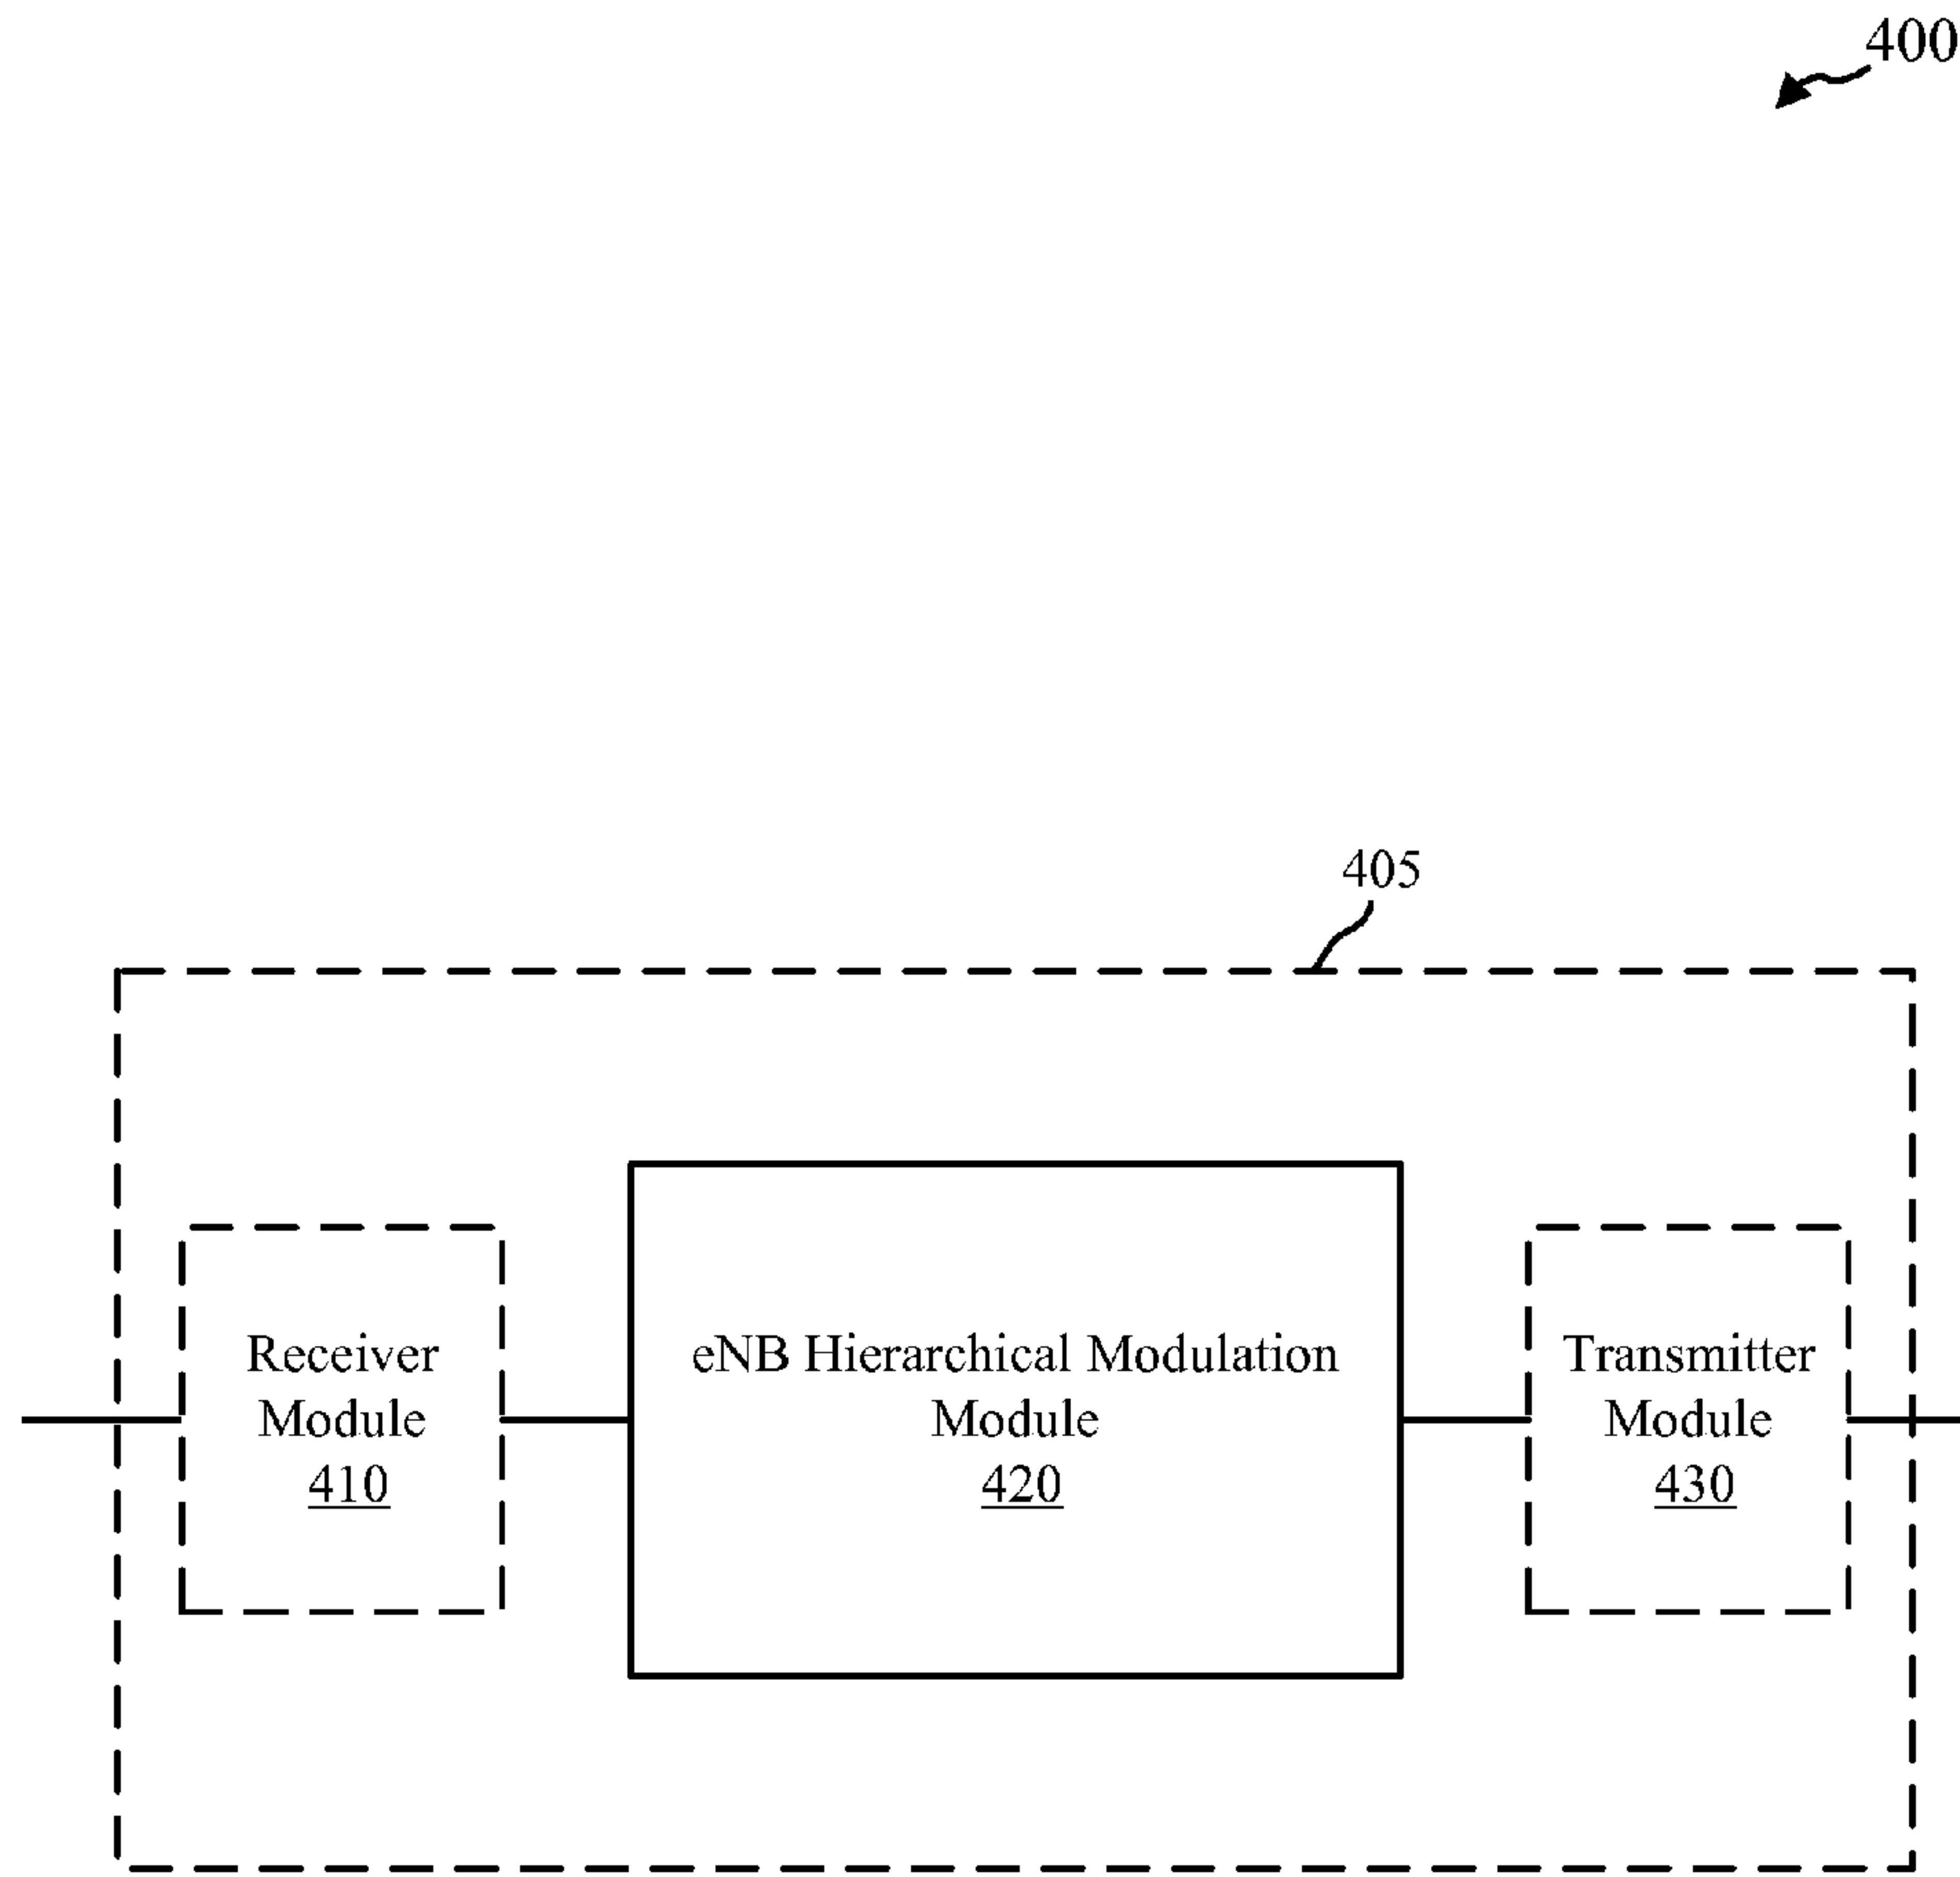 400
405
Receiver
Module
410
eNB Hierarchical Modulation
Module
420
Transmitter
Module
430